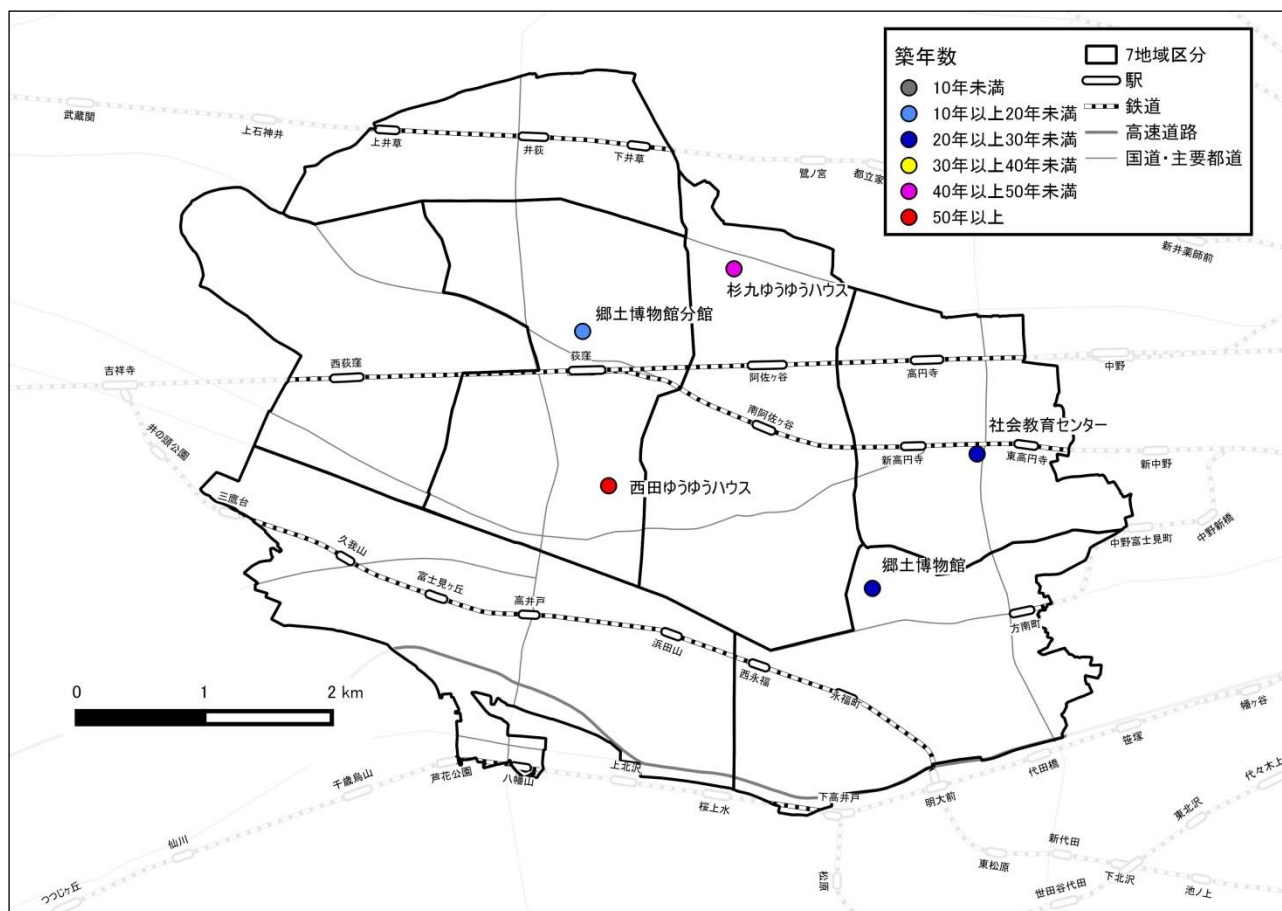 築年数
10年未満
10年以上20年未満
20年以上30年未満
30年以上40年未満
40年以上50年未満
50年以上
7地域区分
駅
鉄道
高速道路
国道・主要都道
武蔵関
上石神井
上井草
井荻
下井草
鷺ノ宮
都立家
新井薬師前
杉九ゆうゆうハウス
郷土博物館分館
吉祥寺
西荻窪
荻窪
阿佐ヶ谷
高円寺
中野
井の頭公園
南阿佐ヶ谷
社会教育センター
新高円寺
東高円寺
新中野
西田ゆうゆうハウス
三鷹台
中野富士見町
中野新橋
久我山
富士見ヶ丘
高井戸
郷土博物館
方南町
浜田山
西永福
永福町
0 1 2 km
幡ヶ谷
笹塚
代田橋
代々木上
千歳烏山
芦花公園
八幡山
上北沢
桜上水
下高井戸
明大前
東北沢
仙川
新代田
東松原
下北沢
池ノ上
世田谷代田
松原
つつじヶ丘